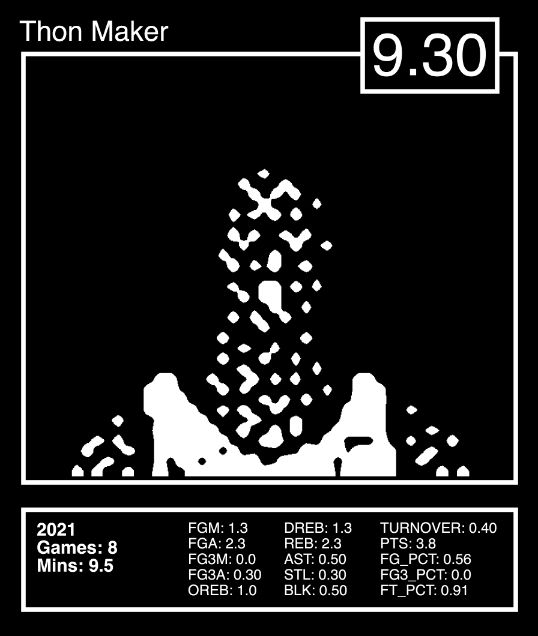 Thon Maker
9.30
2021
Games: 8
Mins: 9.5
FGM: 1.3
FGA: 2.3
FG3M: 0.0
FG3A: 0.30
OREB: 1.0
DREB: 1.3
REB: 2.3
AST: 0.50
STL: 0.30
BLK: 0.50
TURNOVER: 0.40
PTS: 3.8
FG_PCT: 0.56
FG3_PCT: 0.0
FT_PCT: 0.91